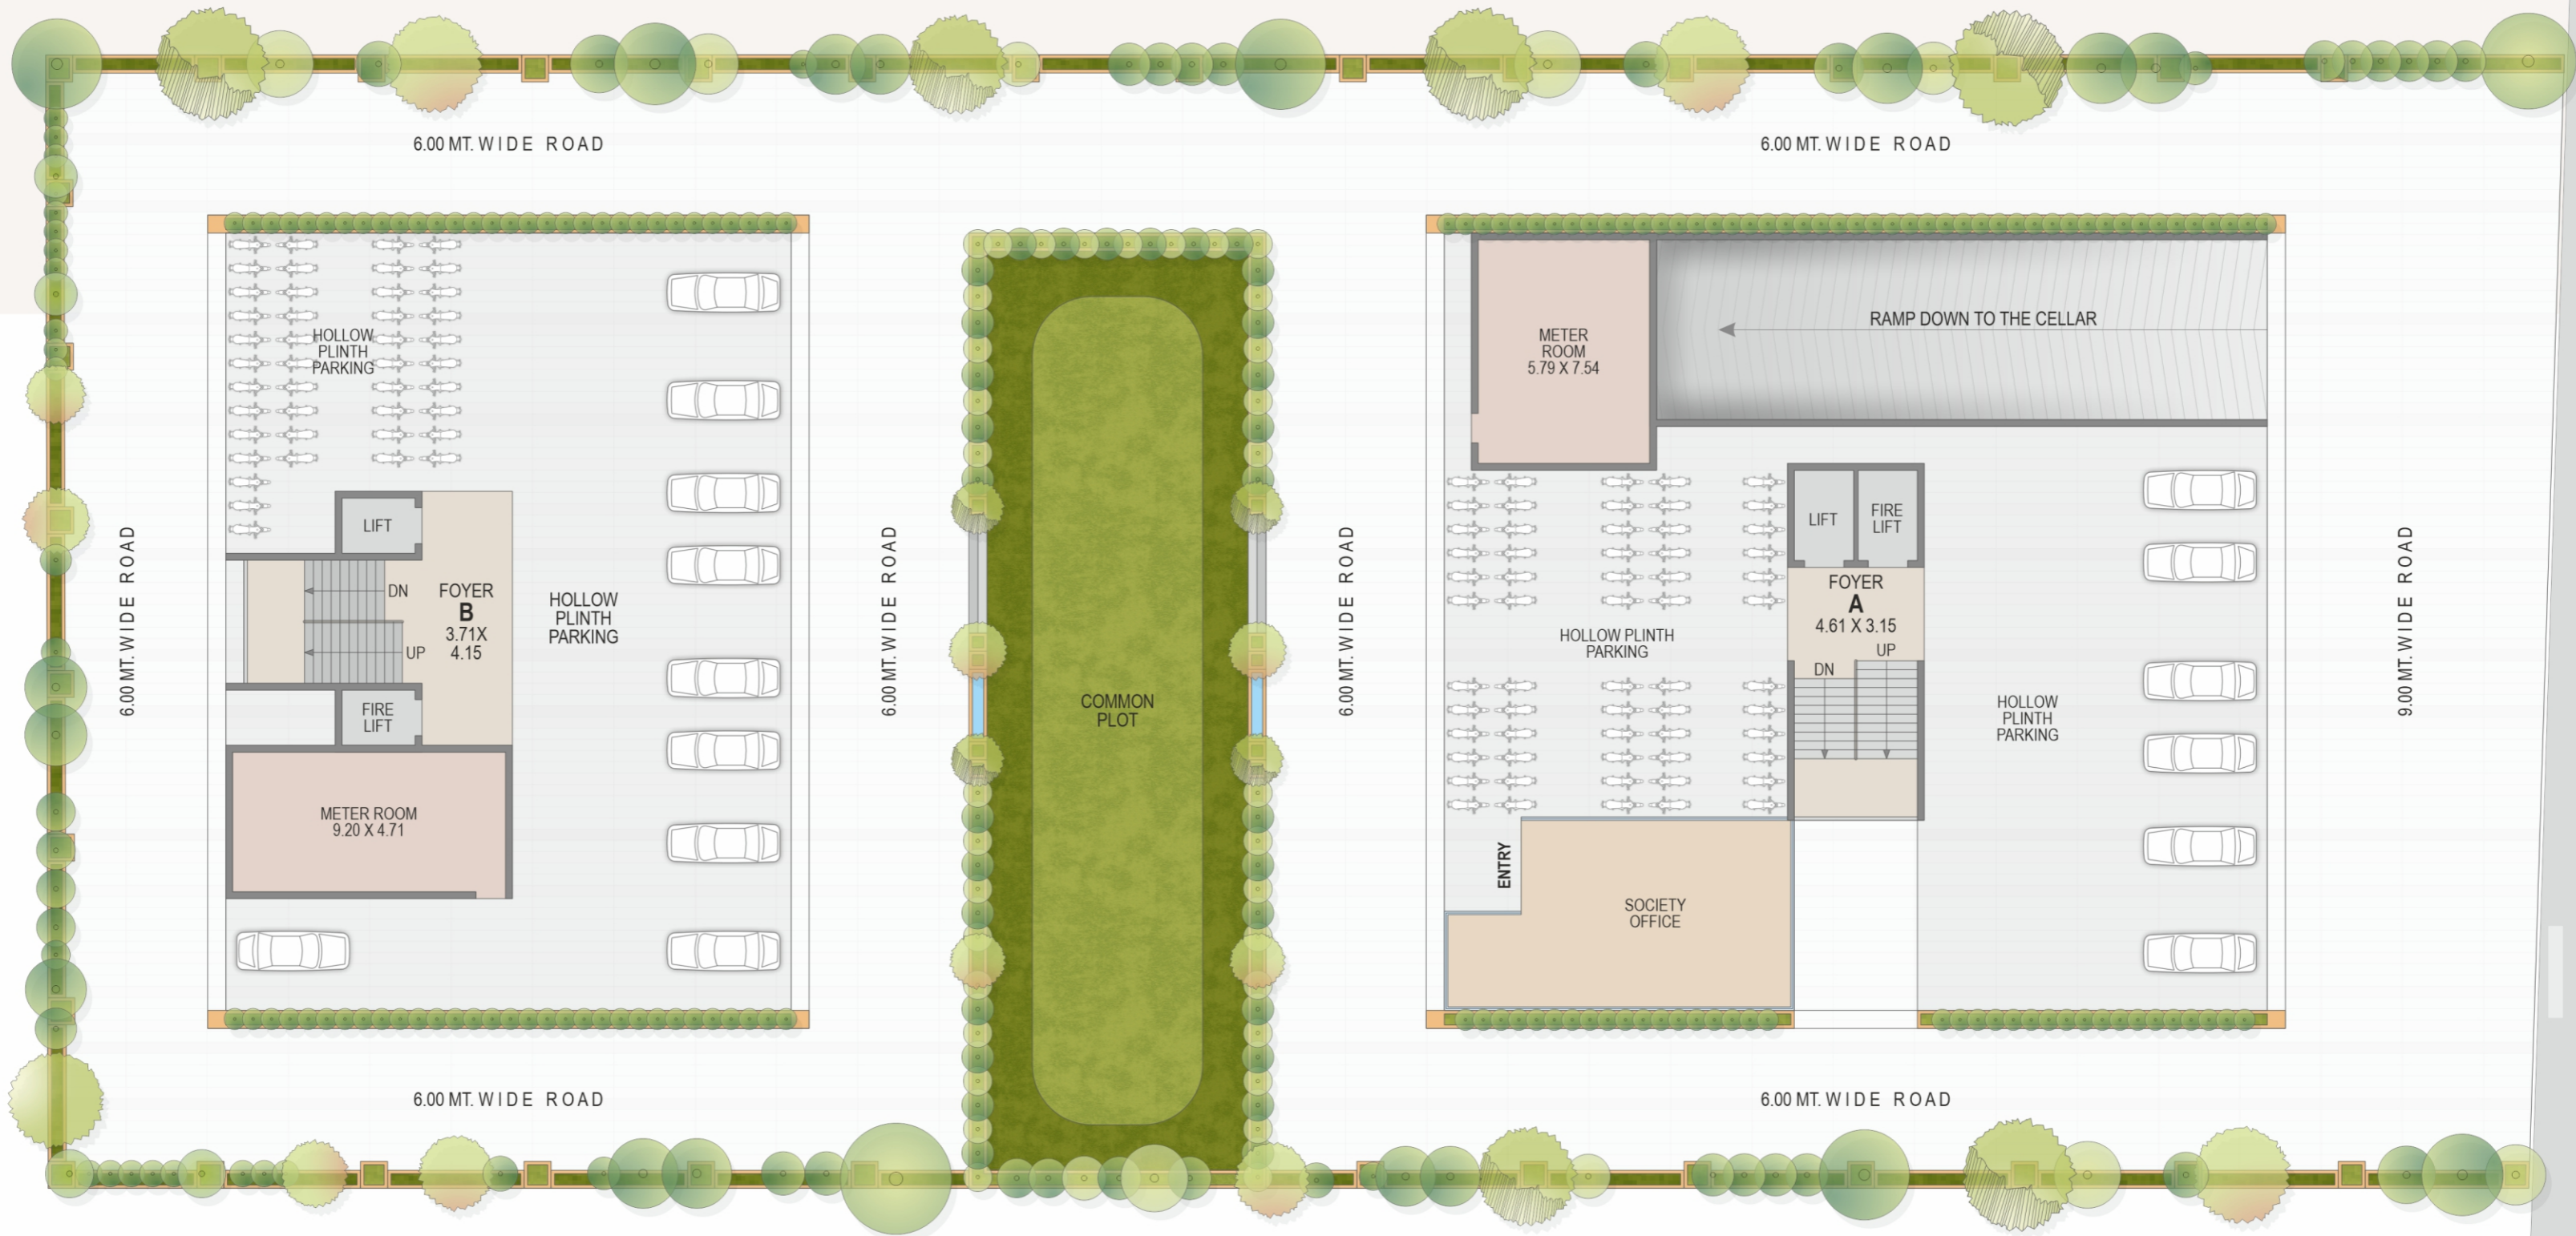 6.00 MT. WIDE ROAD
6.00 MT. WIDE ROAD
HOLLOW
PLINTH
PARKING
LIFT
DN
UP
FOYER
B
3.71X
4.15
FIRE
LIFT
METER ROOM
9.20 X 4.71
HOLLOW
PLINTH
PARKING
6.00 MT. WIDE ROAD
6.00 MT. WIDE ROAD
COMMON
PLOT
6.00 MT. WIDE ROAD
METER
ROOM
5.79 X 7.54
RAMP DOWN TO THE CELLAR
LIFT
FIRE
LIFT
FOYER
A
4.61 X 3.15
UP
DN
HOLLOW PLINTH
PARKING
HOLLOW
PLINTH
PARKING
ENTRY
SOCIETY
OFFICE
9.00 MT. WIDE ROAD
6.00 MT. WIDE ROAD
6.00 MT. WIDE ROAD